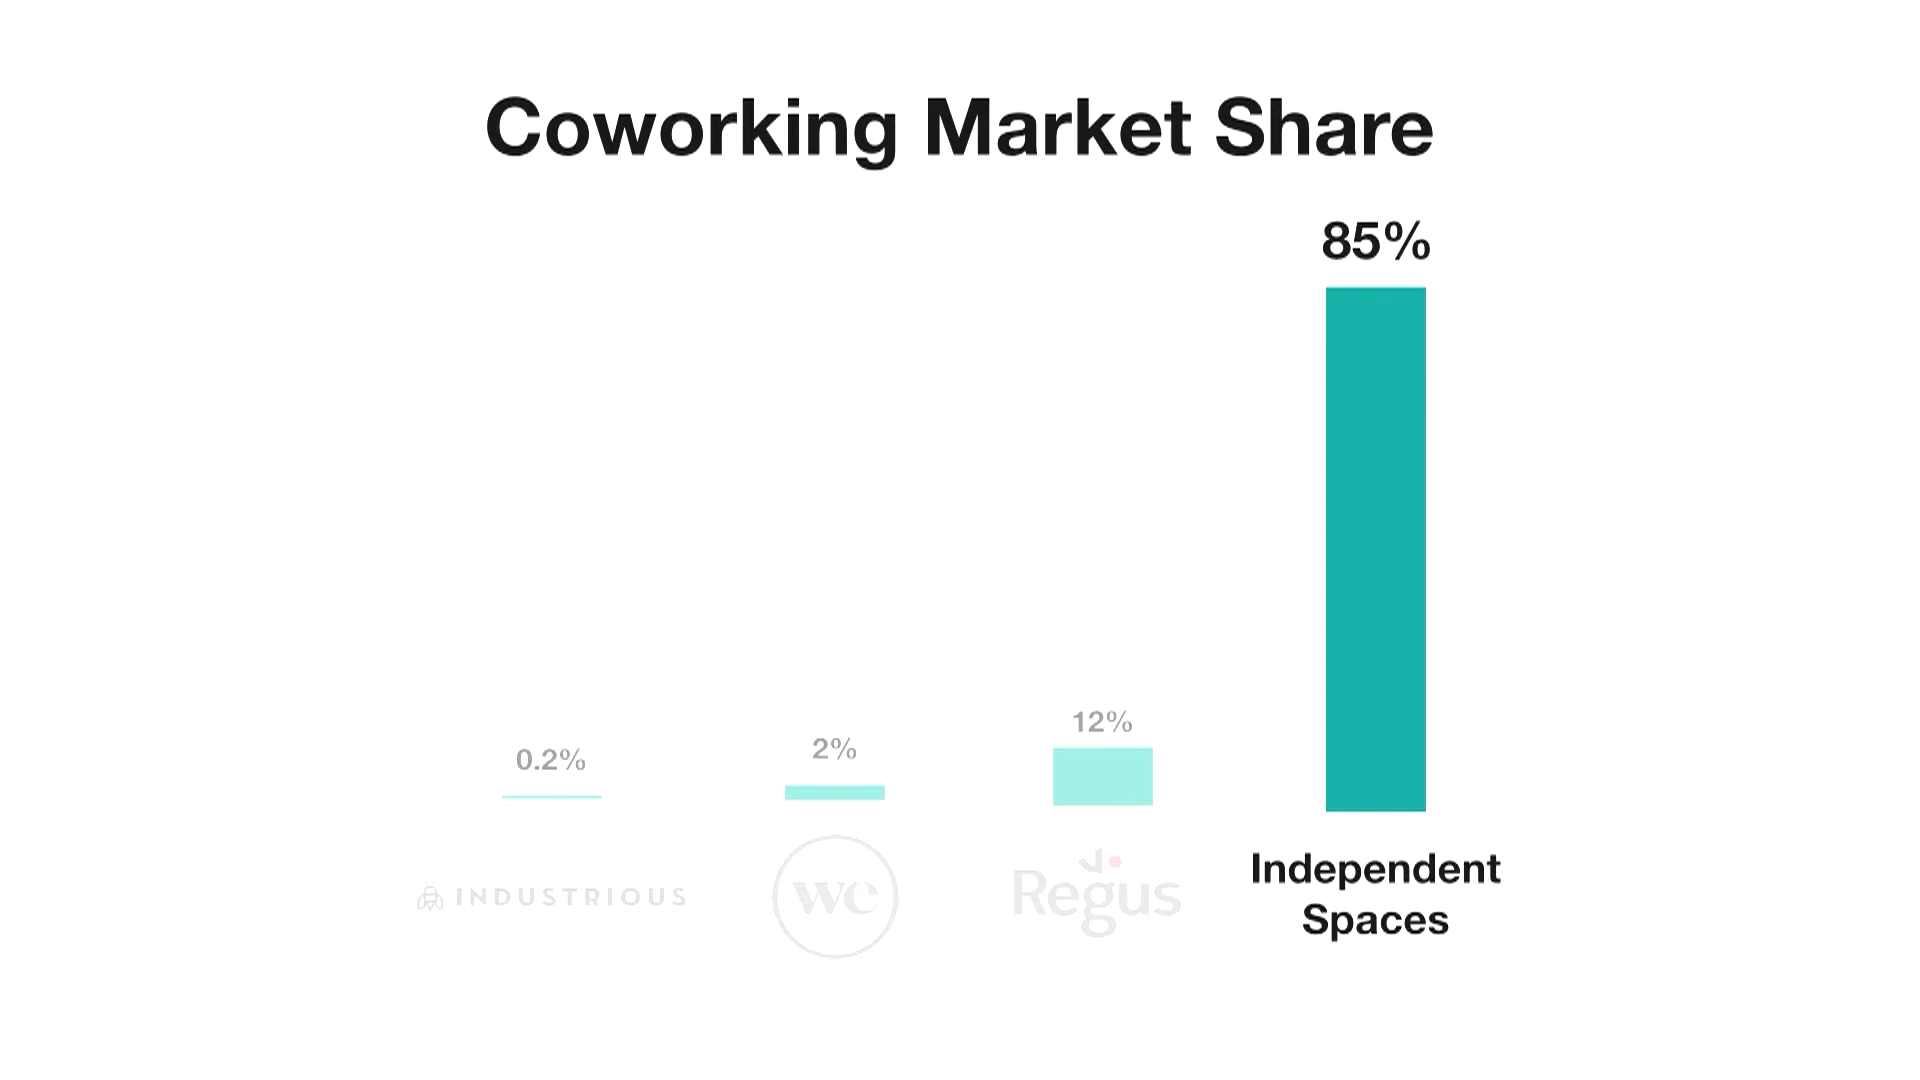 Coworking Market Share
85%
12%
2%
0.2%
INDUSTRIOUS
we
Regus
Independent
Spaces